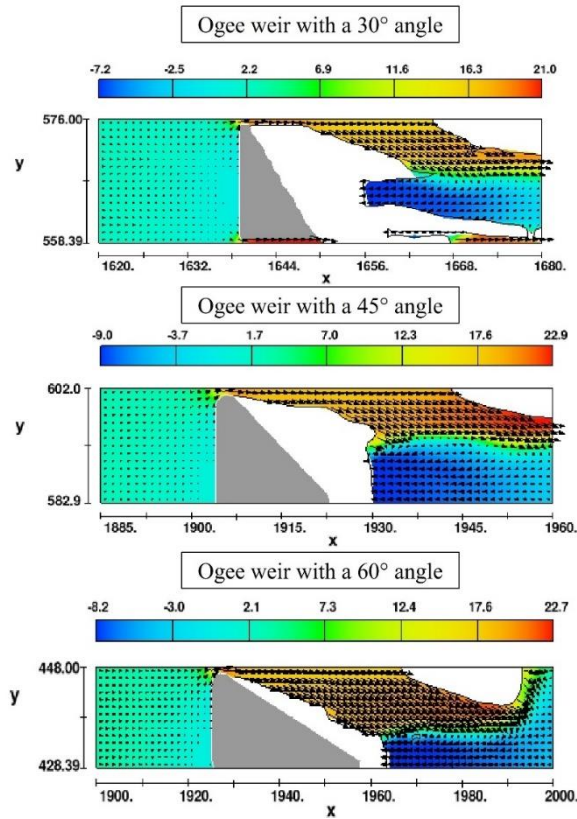 Ogee weir with a 30° angle
-7.2 -2.5 2.2 6.9 11.6 16.3 21.0
576.00
y
558.39
1620. 1632. 1644. 1656. 1668. 1680.
x
Ogee weir with a 45° angle
-9.0 -3.7 1.7 7.0 12.3 17.6 22.9
602.0
y
582.9
1885. 1900. 1915. 1930. 1945. 1960.
x
Ogee weir with a 60° angle
-8.2 -3.0 2.1 7.3 12.4 17.6 22.7
448.00
y
428.39
1900. 1920. 1940. 1960. 1980. 2000.
x